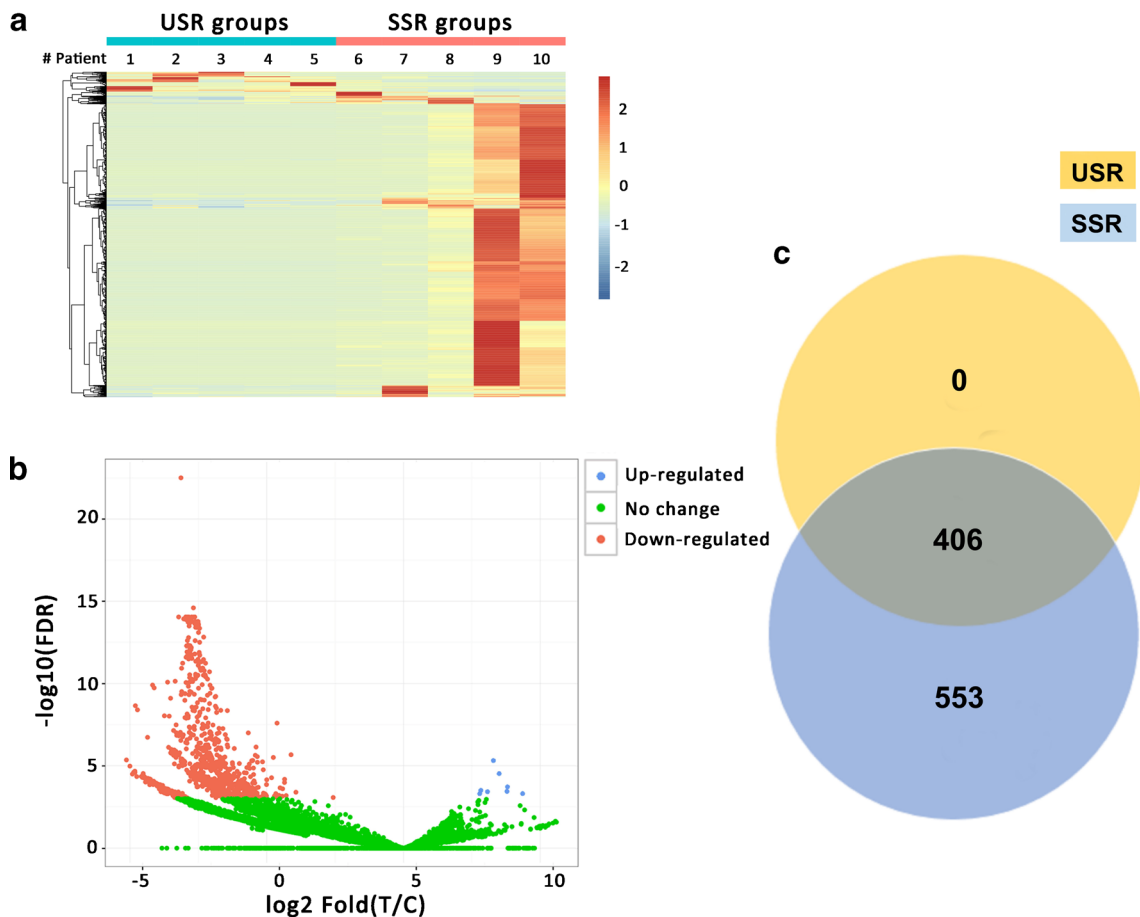 a
USR groups SSR groups
# Patient 1 2 3 4 5 6 7 8 9 10
2
1
0
-1
-2
b
-log10(FDR)
20
15
10
5
0
-5 0 5 10
log2 Fold(T/C)
Up-regulated
No change
Down-regulated
USR
SSR
c
0
406
553